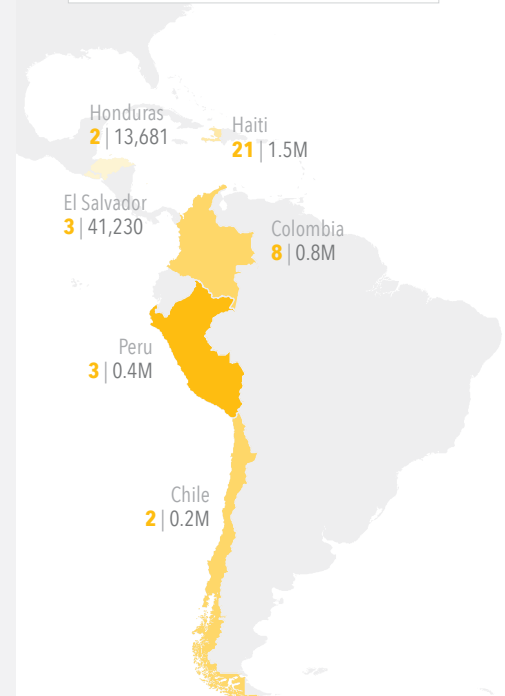 Honduras
2 | 13,681
Haiti
21 | 1.5M
El Salvador
3 | 41,230
Colombia
8 | 0.8M
Peru
3 | 0.4M
Chile
2 | 0.2M